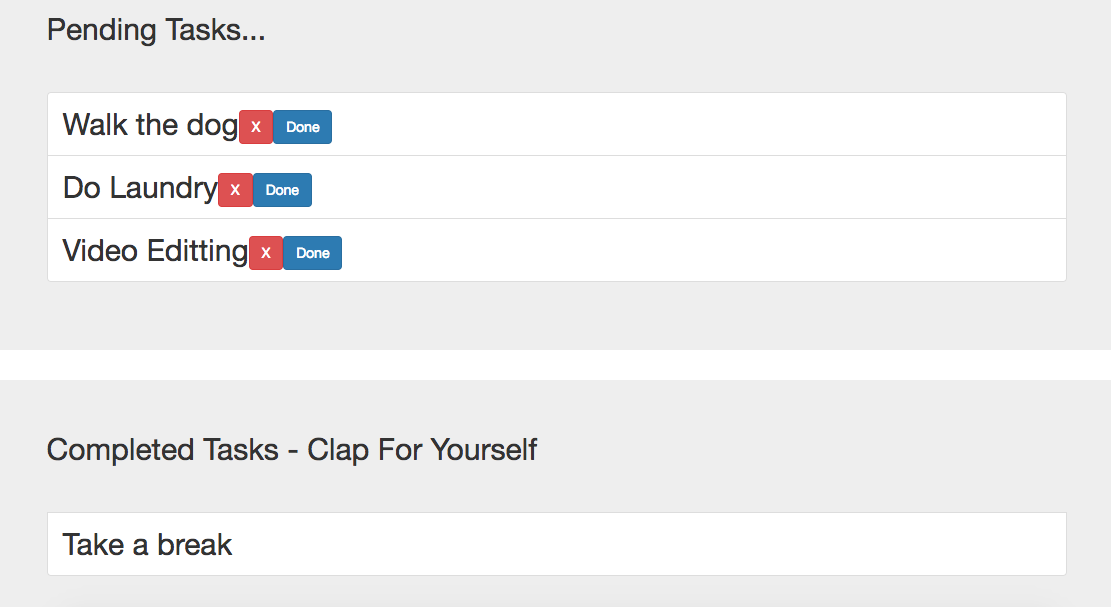 Pending Tasks...
Walk the dog X Done
Do Laundry X Done
Video Editting X Done
Completed Tasks - Clap For Yourself
Take a break